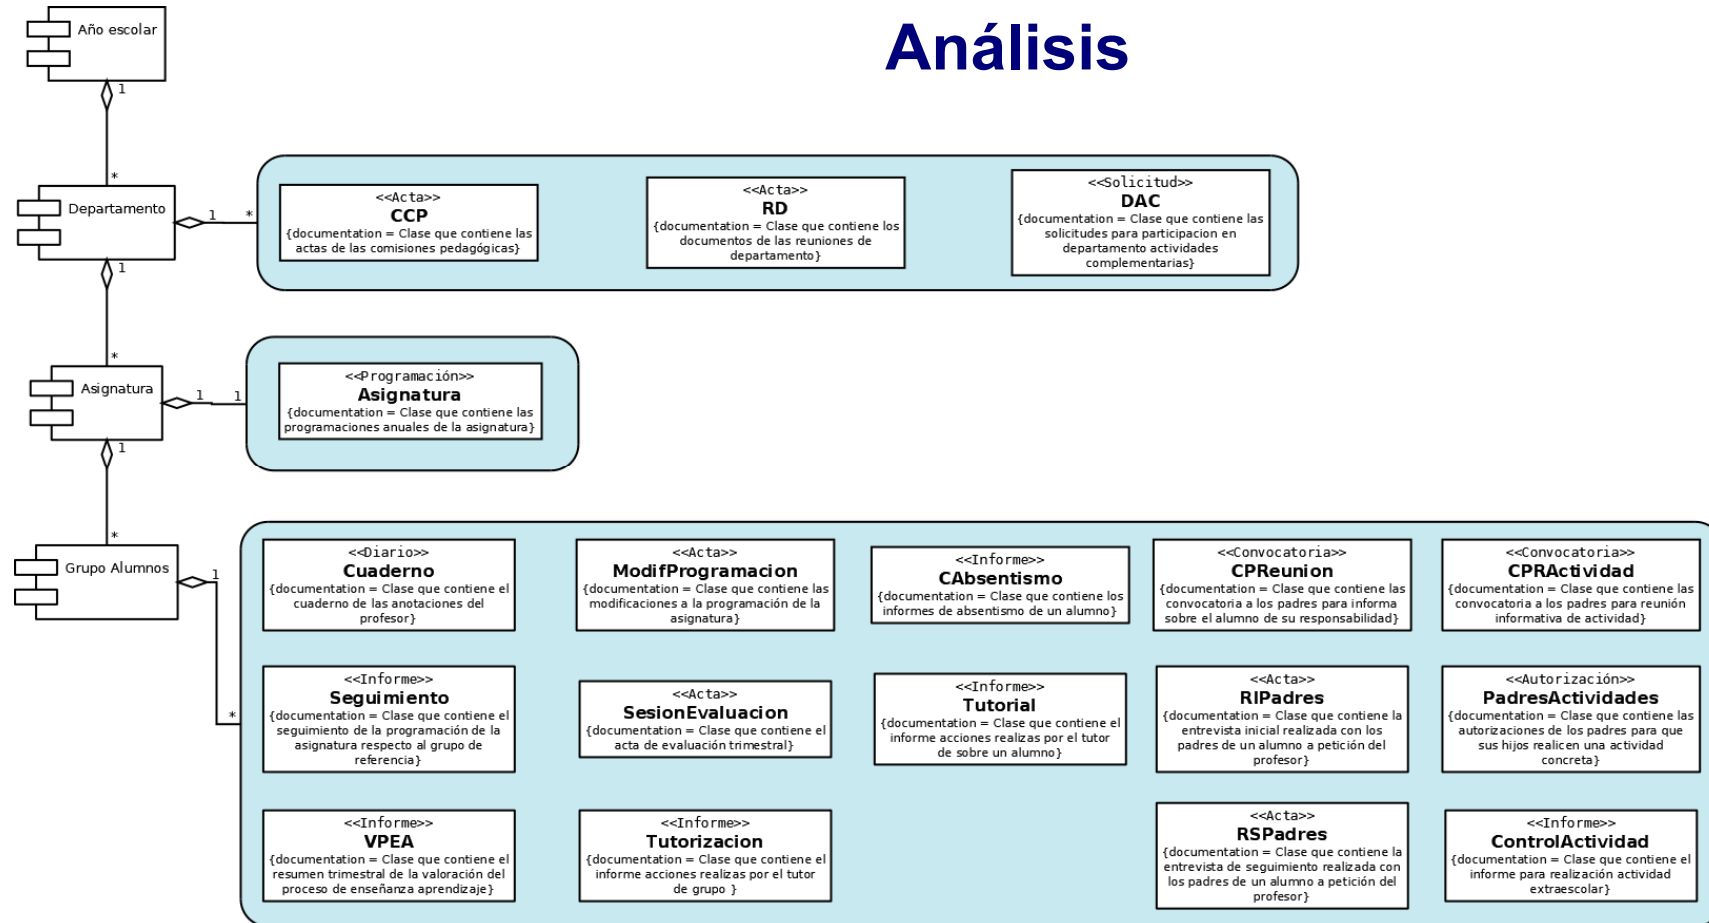 Análisis
Año escolar
1
*
Departamento
1
*
<<Acta>>
CCP
{documentation = Clase que contiene las
actas de las comisiones pedagógicas}
<<Acta>>
RD
{documentation = Clase que contiene los
documentos de las reuniones de
departamento}
<<Solicitud>>
DAC
{documentation = Clase que contiene las
solicitudes para participacion en
departamento actividades
complementarias}
1
*
Asignatura
1
1
<<Programación>>
Asignatura
{documentation = Clase que contiene las
programaciones anuales de la asignatura}
1
*
Grupo Alumnos
1
*
<<Diario>>
Cuaderno
{documentation = Clase que contiene el
cuaderno de las anotaciones del
profesor}
<<Acta>>
ModifProgramacion
{documentation = Clase que contiene las
modificaciones a la programación de la
asignatura}
<<Informe>>
CAbsentismo
{documentation = Clase que contiene los
informes de absentismo de un alumno}
<<Convocatoria>>
CPReunion
{documentation = Clase que contiene las
convocatoria a los padres para informa
sobre el alumno de su responsabilidad}
<<Convocatoria>>
CPRActividad
{documentation = Clase que contiene las
convocatoria a los padres para reunión
informativa de actividad}
<<Informe>>
Seguimiento
{documentation = Clase que contiene el
seguimiento de la programación de la
asignatura respecto al grupo de
referencia}
<<Acta>>
SesionEvaluacion
{documentation = Clase que contiene el
acta de evaluación trimestral}
<<Informe>>
Tutorial
{documentation = Clase que contiene el
informe acciones realizas por el tutor
de sobre un alumno}
<<Acta>>
RIPadres
{documentation = Clase que contiene la
entrevista inicial realizada con los
padres de un alumno a petición del
profesor}
<<Autorización>>
PadresActividades
{documentation = Clase que contiene las
autorizaciones de los padres para que
sus hijos realicen una actividad
concreta}
<<Informe>>
VPEA
{documentation = Clase que contiene el
resumen trimestral de la valoración del
proceso de enseñanza aprendizaje}
<<Informe>>
Tutorizacion
{documentation = Clase que contiene el
informe acciones realizas por el tutor
de grupo }
<<Acta>>
RSPadres
{documentation = Clase que contiene la
entrevista de seguimiento realizada con
los padres de un alumno a petición del
profesor}
<<Informe>>
ControlActividad
{documentation = Clase que contiene el
informe para realización actividad
extraescolar}